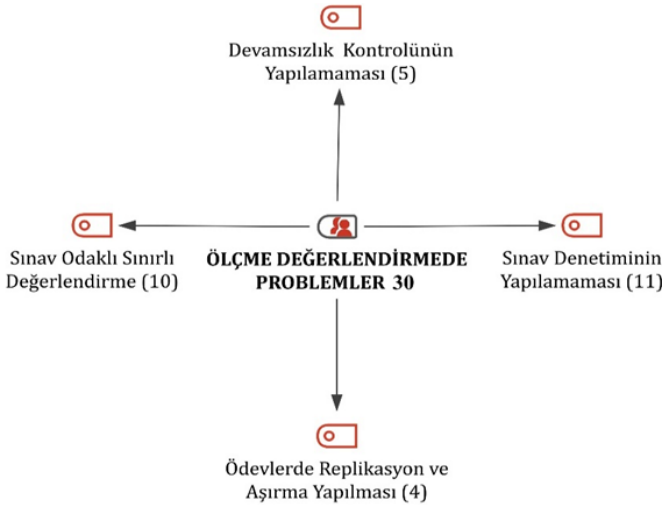 Devamsızlık Kontrolünün
Yapılamaması (5)
Sınav Odaklı Sınırlı
Değerlendirme (10)
ÖLÇME DEĞERLENDİRMEDE
PROBLEMLER 30
Sınav Denetiminin
Yapılamaması (11)
Ödevlerde Replikasyon ve
Aşırma Yapılması (4)